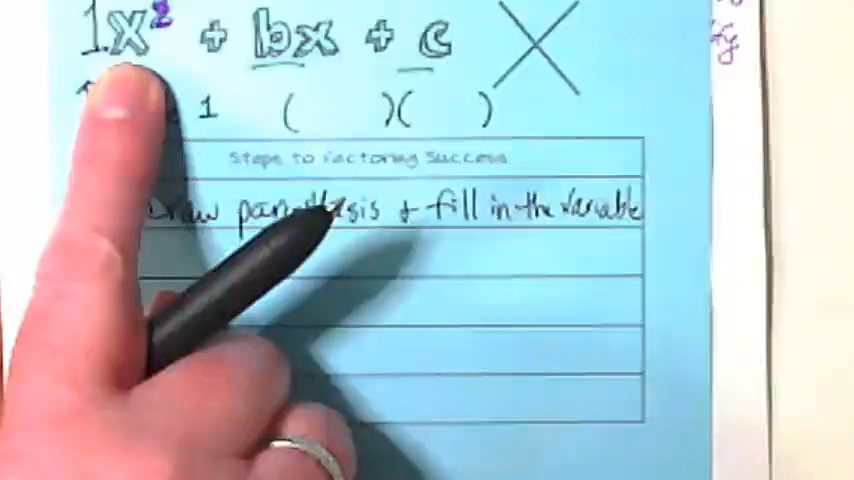 1x² + bx + c
1 ( )( )
Steps to Factoring Success
Draw parenthesis + fill in the variable